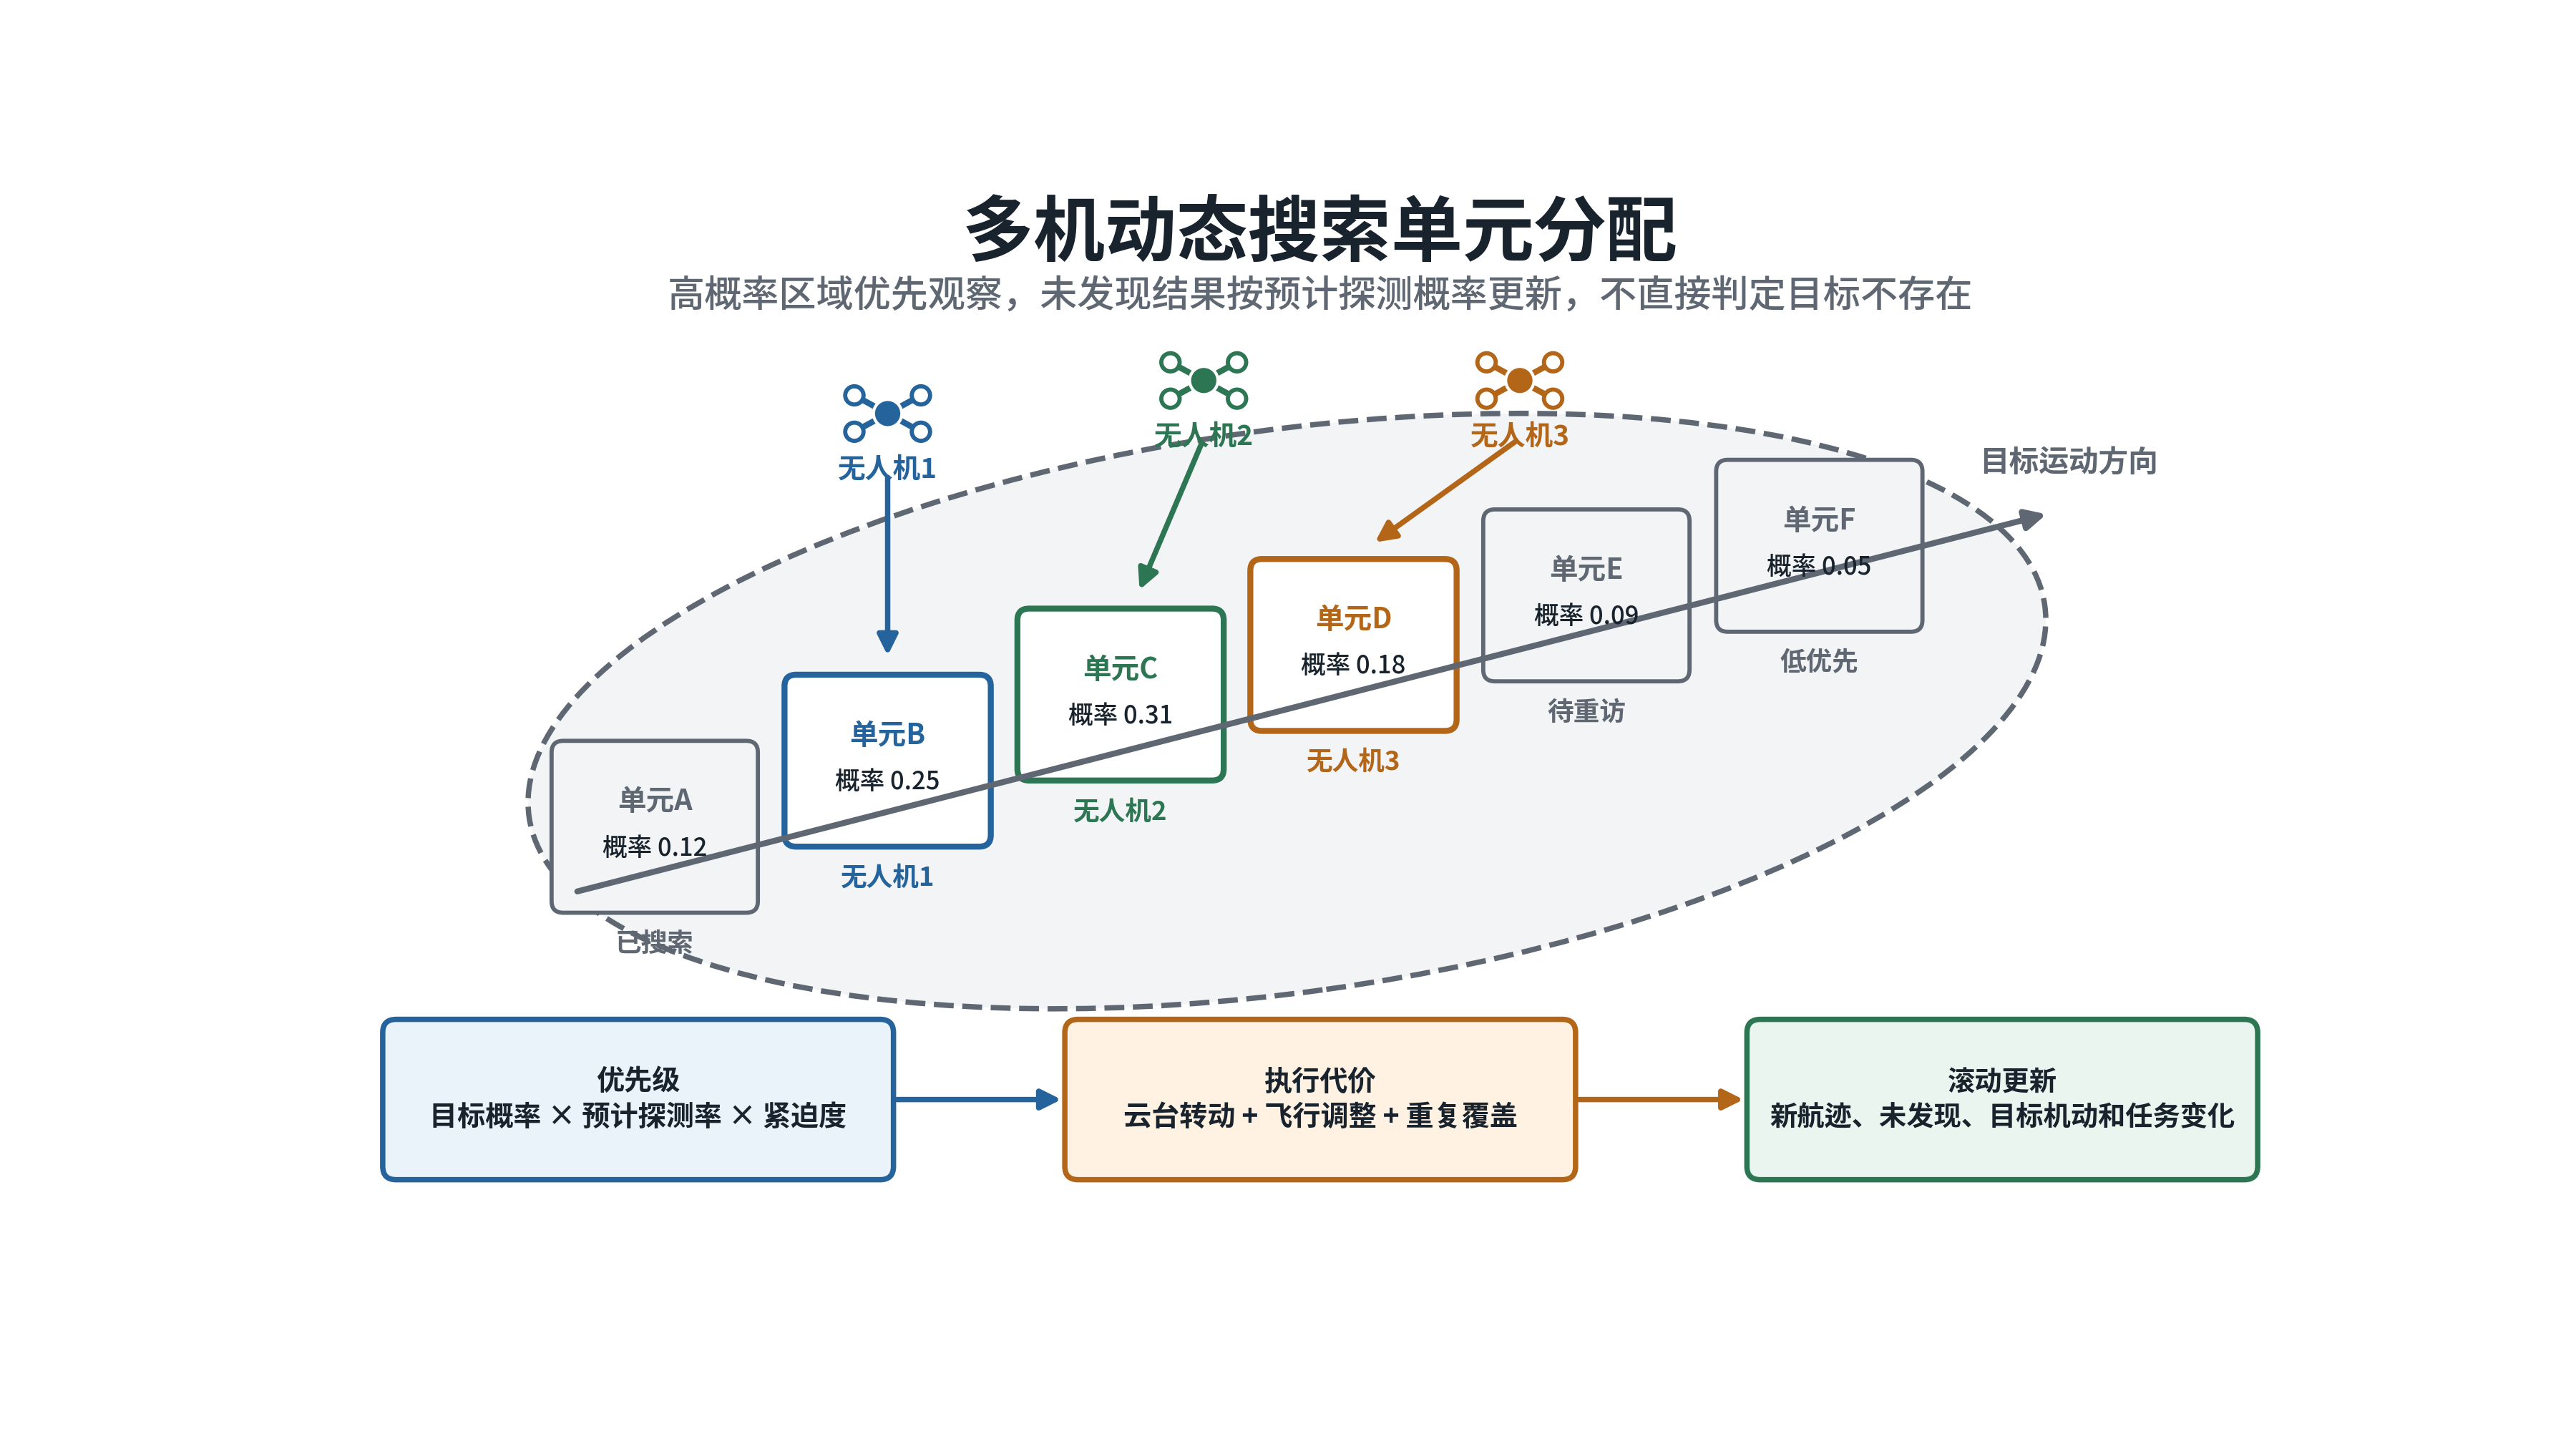 多机动态搜索单元分配
高概率区域优先观察，未发现结果按预计探测概率更新，不直接判定目标不存在
无人机1
无人机2
无人机3
目标运动方向
单元A
概率 0.12
已搜索
单元B
概率 0.25
无人机1
单元C
概率 0.31
无人机2
单元D
概率 0.18
无人机3
单元E
概率 0.09
待重访
单元F
概率 0.05
低优先
优先级
目标概率 × 预计探测率 × 紧迫度
执行代价
云台转动 + 飞行调整 + 重复覆盖
滚动更新
新航迹、未发现、目标机动和任务变化